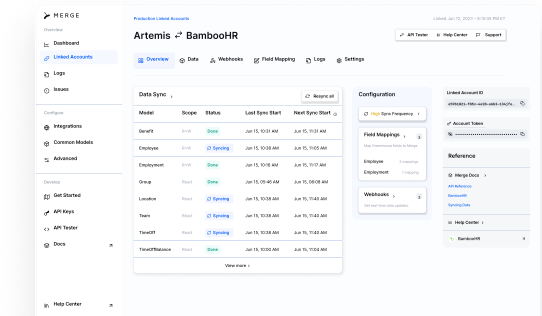 MERGE
Overview
Dashboard
Linked Accounts
Logs
Issues
Configure
Integrations
Common Models
Advanced
Develop
Get Started
API Keys
API Tester
Docs
Help Center
Production Linked Accounts
Artemis BambooHR
API Tester
Help Center
Support
Overview
Data
Webhooks
Field Mapping
Logs
Settings
Data Sync
Resync all
Model Scope Status Last Sync Start Next Sync Start
Benefit Done Jun 15, 10:31 AM Jun 15, 11:31 AM
Employee Syncing Jun 15, 10:38 AM Jun 15, 11:05 AM
Employment Done Jun 15, 10:16 AM Jun 15, 11:17 AM
Group Read Done Jun 15, 05:46 AM Jun 15, 06:08 AM
Location Read Syncing Jun 15, 10:38 AM Jun 15, 11:40 AM
Team Read Syncing Jun 15, 10:38 AM Jun 15, 11:40 AM
TimeOff Read Syncing Jun 15, 10:38 AM Jun 15, 11:40 AM
TimeOffBalance Read Done Jun 15, 10:00 AM Jun 15, 11:04 AM
View more
Configuration
High Sync Frequency
Field Mappings
Employee
Employment
Webhooks
Linked Account ID
Account Token
Reference
Merge Docs
API Reference
BambooHR
Syncing Data
Help Center
BambooHR